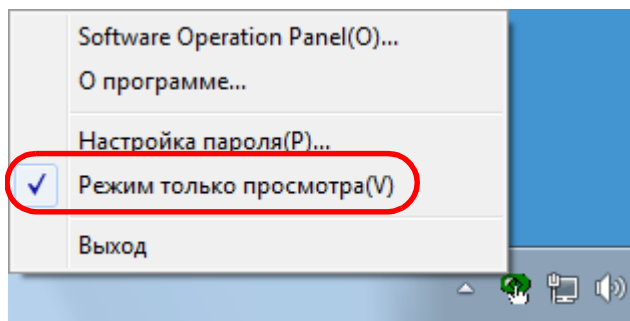 Software Operation Panel(O)...
О программе...
Настройка пароля(P)...
Режим только просмотра(V)
Выход